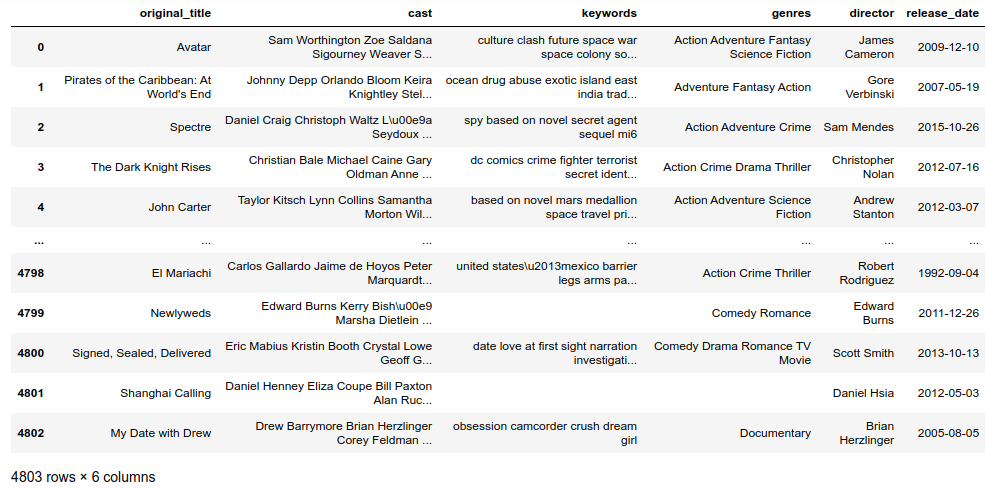 original_title cast keywords genres director release_date
0 Avatar Sam Worthington Zoe Saldana Sigourney Weaver S... culture clash future space war space colony so... Action Adventure Fantasy Science Fiction James Cameron 2009-12-10
1 Pirates of the Caribbean: At World's End Johnny Depp Orlando Bloom Keira Knightley Stel... ocean drug abuse exotic island east india trad... Adventure Fantasy Action Gore Verbinski 2007-05-19
2 Spectre Daniel Craig Christoph Waltz L\u00e9a Seydoux ... spy based on novel secret agent sequel mi6 Action Adventure Crime Sam Mendes 2015-10-26
3 The Dark Knight Rises Christian Bale Michael Caine Gary Oldman Anne ... dc comics crime fighter terrorist secret ident... Action Crime Drama Thriller Christopher Nolan 2012-07-16
4 John Carter Taylor Kitsch Lynn Collins Samantha Morton Wil... based on novel mars medallion space travel pri... Action Adventure Science Fiction Andrew Stanton 2012-03-07
... ... ... ... ... ... ...
4798 El Mariachi Carlos Gallardo Jaime de Hoyos Peter Marquardt... united states\u2013mexico barrier legs arms pa... Action Crime Thriller Robert Rodriguez 1992-09-04
4799 Newlyweds Edward Burns Kerry Bish\u00e9 Marsha Dietlein ... Comedy Romance Edward Burns 2011-12-26
4800 Signed, Sealed, Delivered Eric Mabius Kristin Booth Crystal Lowe Geoff G... date love at first sight narration investigati... Comedy Drama Romance TV Movie Scott Smith 2013-10-13
4801 Shanghai Calling Daniel Henney Eliza Coupe Bill Paxton Alan Ruc... Daniel Hsia 2012-05-03
4802 My Date with Drew Drew Barrymore Brian Herzlinger Corey Feldman ... obsession camcorder crush dream girl Documentary Brian Herzlinger 2005-08-05
4803 rows × 6 columns